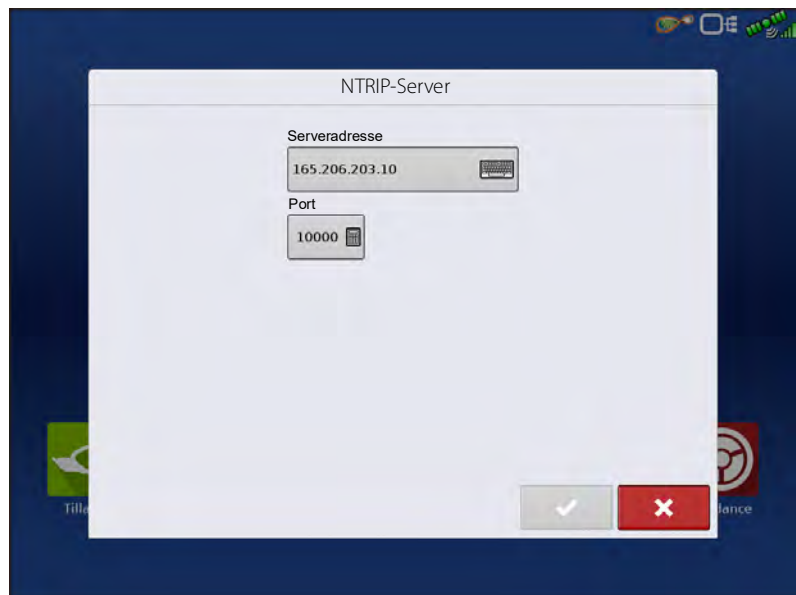 NTRIP-Server
Serveradresse
165.206.203.10
Port
10000
Tilla
dance